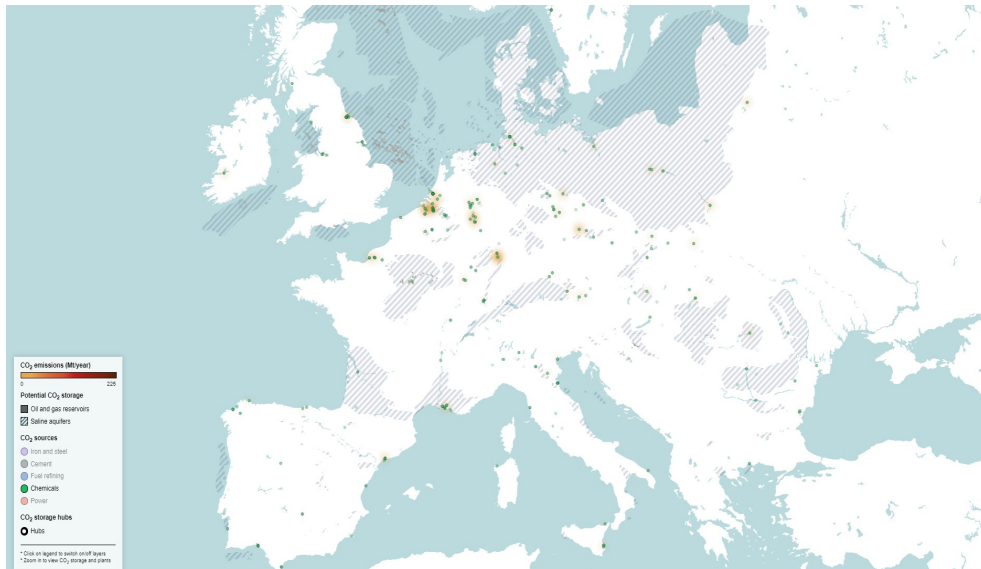 CO2 emissions (Mt/year)
0 225
Potential CO2 storage
Oil and gas reservoirs
Saline aquifers
CO2 sources
Iron and steel
Cement
Fuel refining
Chemicals
Power
CO2 storage hubs
Hubs
* Click on legend to switch on/off layers
* Zoom in to view CO2 storage and plants